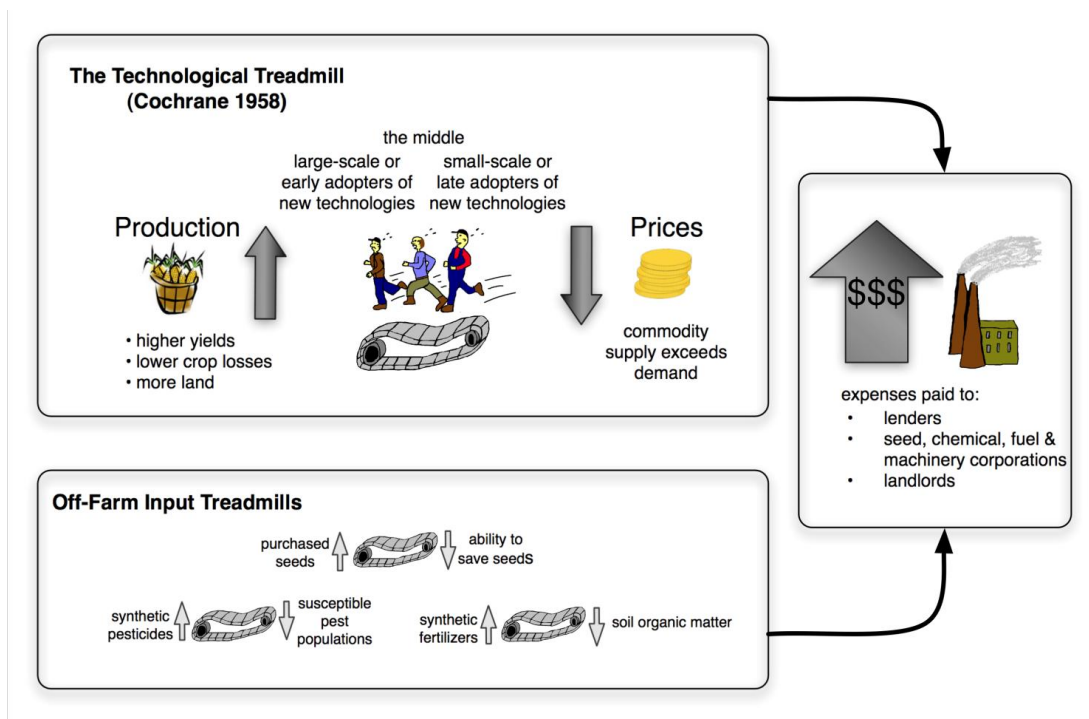 The Technological Treadmill
(Cochrane 1958)
the middle
large-scale or
early adopters of
new technologies
small-scale or
late adopters of
new technologies
Production
• higher yields
• lower crop losses
• more land
Prices
commodity
supply exceeds
demand
$$$
expenses paid to:
• lenders
• seed, chemical, fuel &
machinery corporations
• landlords
Off-Farm Input Treadmills
purchased
seeds
ability to
save seedS
synthetic
pesticides
susceptible
pest
populations
synthetic
fertilizers
soil organic matter